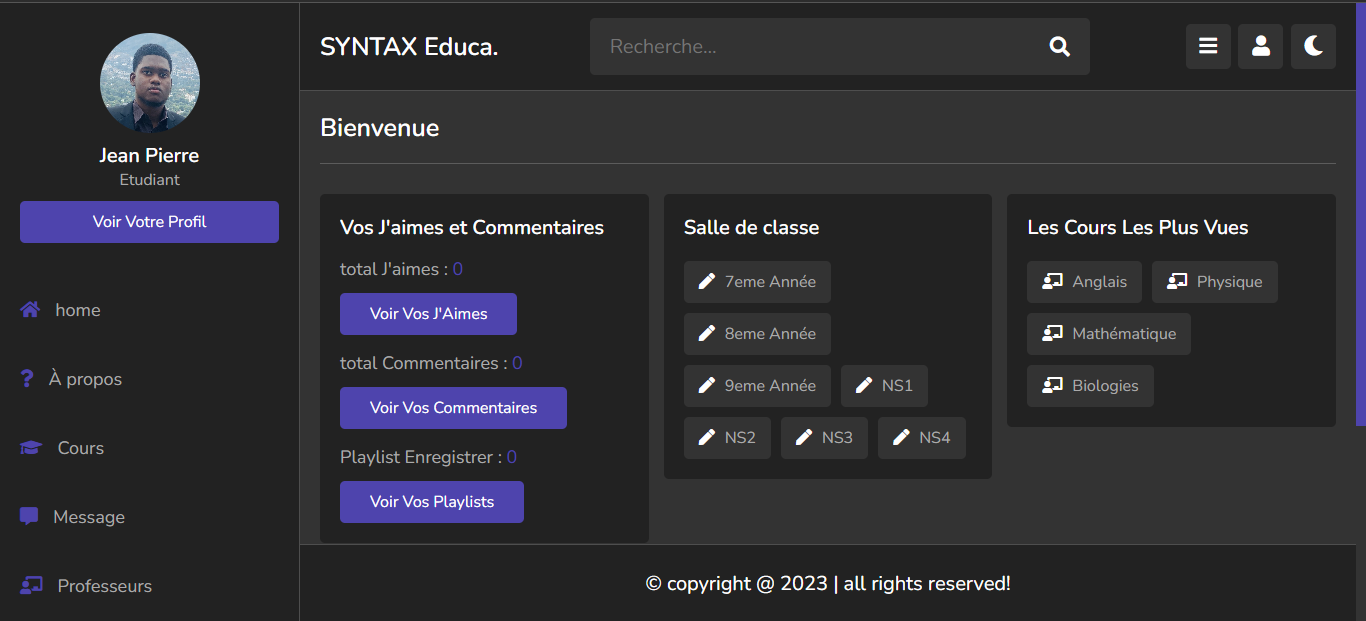 Jean Pierre
Etudiant
Voir Votre Profil
home
À propos
Cours
Message
Professeurs
SYNTAX Educa.
Recherche...
Bienvenue
Vos J'aimes et Commentaires
total J'aimes : 0
Voir Vos J'Aimes
total Commentaires : 0
Voir Vos Commentaires
Playlist Enregistrer : 0
Voir Vos Playlists
Salle de classe
7eme Année
8eme Année
9eme Année NS1
NS2 NS3 NS4
Les Cours Les Plus Vues
Anglais Physique
Mathématique
Biologies
© copyright @ 2023 | all rights reserved!